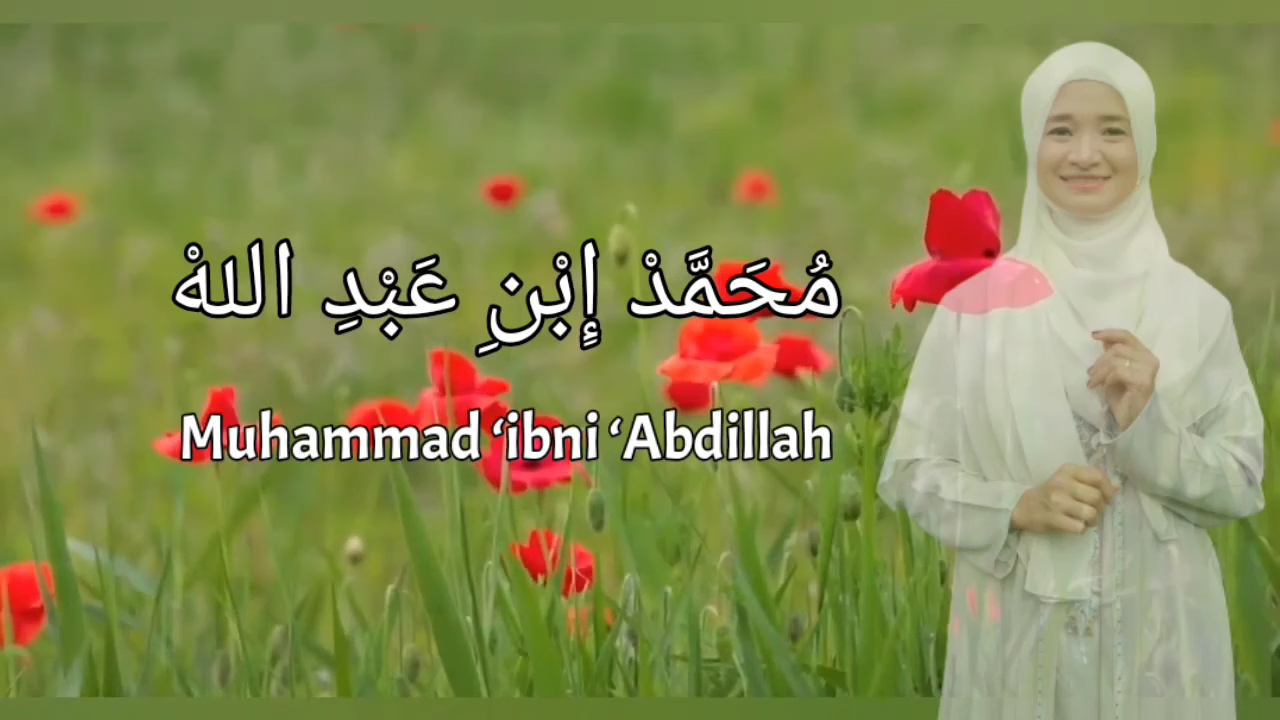 مُحَمَّدْ إِبْنِ عَبْدِ اللهْ
Muhammad ‘ibni ‘Abdillah